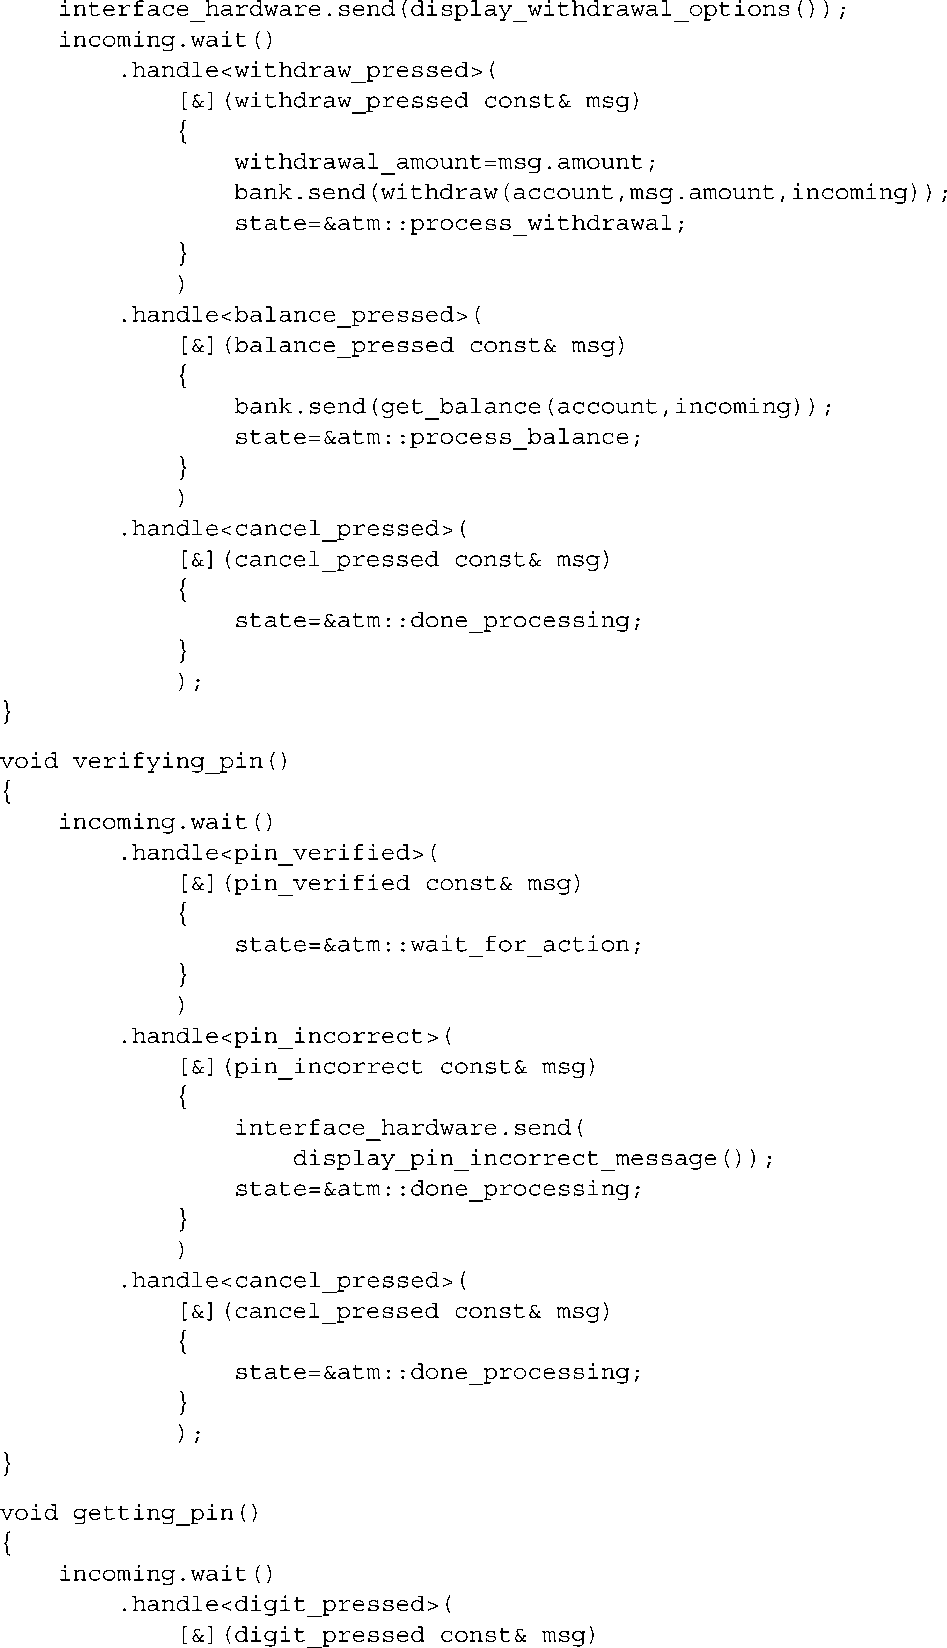 interface_hardware.send(display_withdrawal_options());
    incoming.wait()
        .handle<withdraw_pressed>(
            [&](withdraw_pressed const& msg)
            {
                withdrawal_amount=msg.amount;
                bank.send(withdraw(account,msg.amount,incoming));
                state=&atm::process_withdrawal;
            }
            )
        .handle<balance_pressed>(
            [&](balance_pressed const& msg)
            {
                bank.send(get_balance(account,incoming));
                state=&atm::process_balance;
            }
            )
        .handle<cancel_pressed>(
            [&](cancel_pressed const& msg)
            {
                state=&atm::done_processing;
            }
            );
}
void verifying_pin()
{
    incoming.wait()
        .handle<pin_verified>(
            [&](pin_verified const& msg)
            {
                state=&atm::wait_for_action;
            }
            )
        .handle<pin_incorrect>(
            [&](pin_incorrect const& msg)
            {
                interface_hardware.send(
                    display_pin_incorrect_message());
                state=&atm::done_processing;
            }
            )
        .handle<cancel_pressed>(
            [&](cancel_pressed const& msg)
            {
                state=&atm::done_processing;
            }
            );
}
void getting_pin()
{
    incoming.wait()
        .handle<digit_pressed>(
            [&](digit_pressed const& msg)